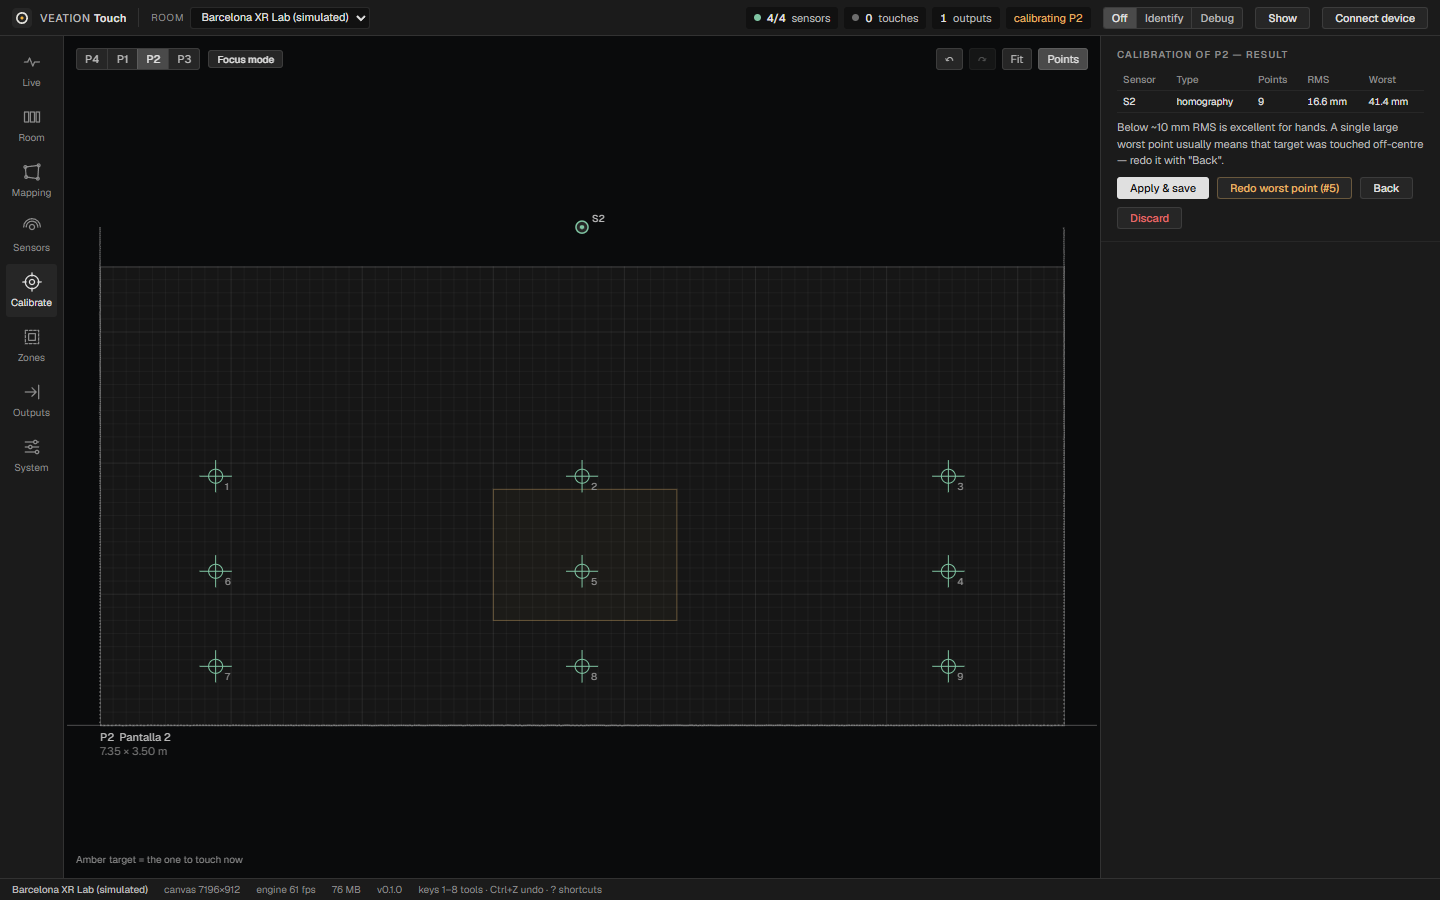 VEATION Touch
ROOM
Barcelona XR Lab (simulated)
4/4 sensors
0 touches
1 outputs
calibrating P2
Off
Identify
Debug
Show
Connect device
Live
Room
Mapping
Sensors
Calibrate
Zones
Outputs
System
P4
P1
P2
P3
Focus mode
Fit
Points
S2
1
2
3
6
5
4
7
8
9
P2 Pantalla 2
7.35 × 3.50 m
Amber target = the one to touch now
CALIBRATION OF P2 — RESULT
Sensor Type Points RMS Worst
S2 homography 9 16.6 mm 41.4 mm
Below ~10 mm RMS is excellent for hands. A single large
worst point usually means that target was touched off-centre
— redo it with "Back".
Apply & save
Redo worst point (#5)
Back
Discard
Barcelona XR Lab (simulated) canvas 7196×912 engine 61 fps 76 MB v0.1.0 keys 1–8 tools · Ctrl+Z undo · ? shortcuts